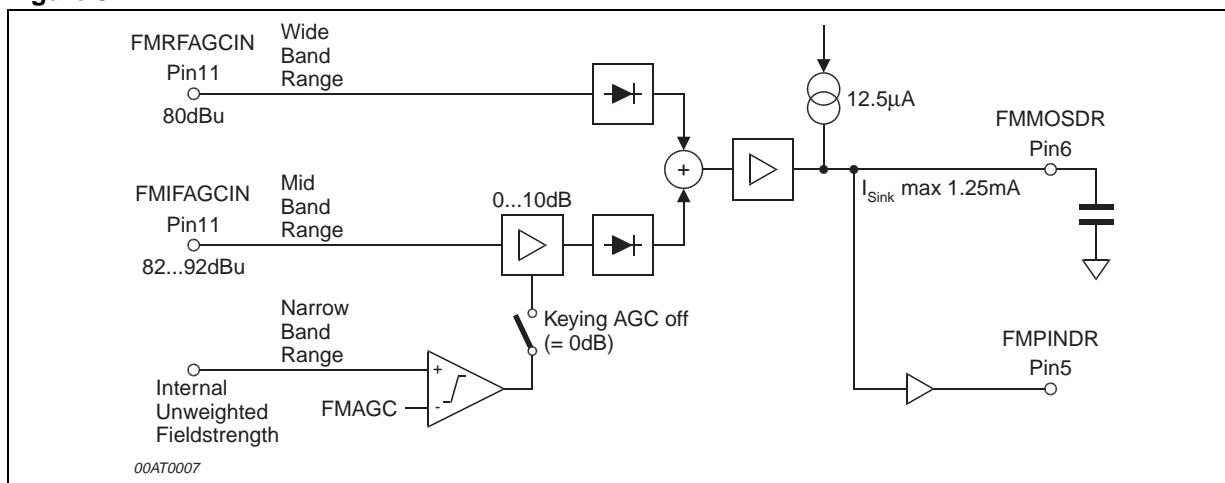 FMRFAGCIN
Pin11
80dBu
Wide
Band
Range
12.5μA
FMMOSDR
Pin6
ISink max 1.25mA
FMIFAGCIN
Pin11
82...92dBu
Mid
Band
Range
0...10dB
+
Narrow
Band
Range
Keying AGC off
(= 0dB)
Internal
Unweighted
Fieldstrength
+
-
FMAGC
FMPINDR
Pin5
00AT0007